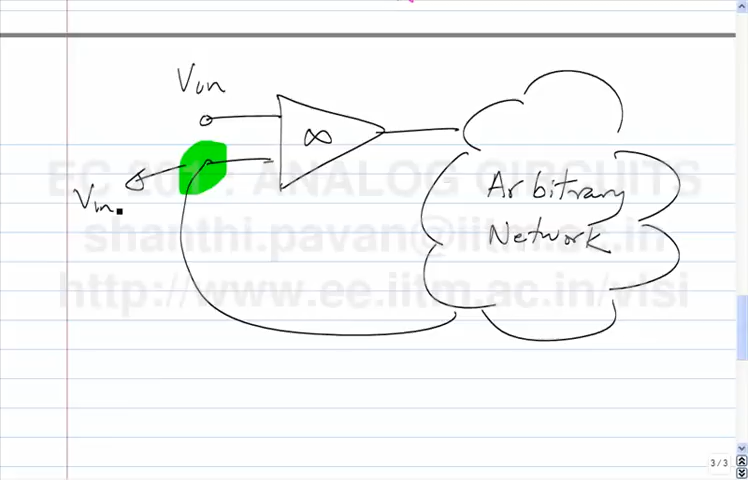 Vin
∞
Vin
Arbitrary
Network
EC 201: ANALOG CIRCUITS
shanthi.pavan@iitm.ac.in
http://www.ee.iitm.ac.in/vlsi
3/3